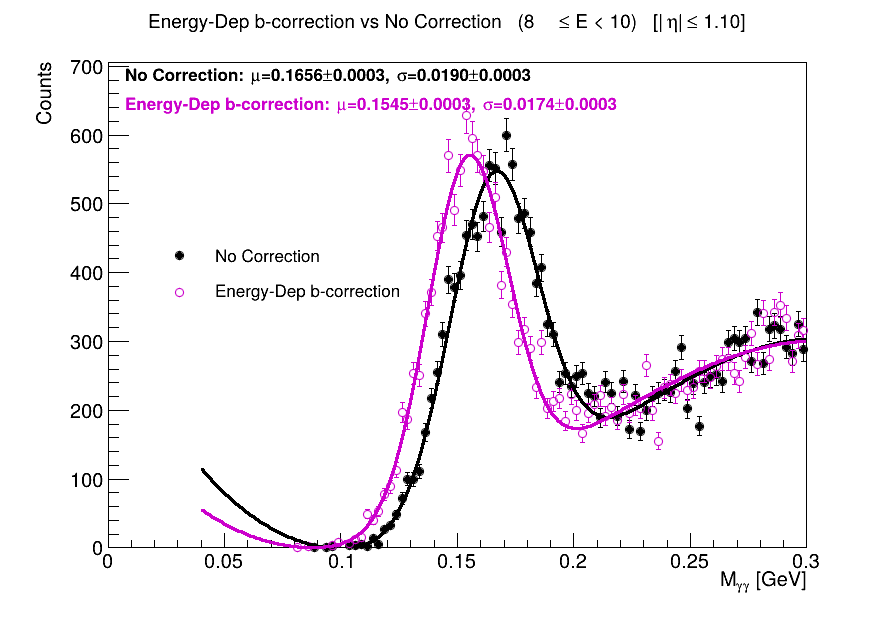 Energy-Dep b-correction vs No Correction (8 ≤ E < 10) [| η| ≤ 1.10]
Counts
No Correction: μ=0.1656±0.0003, σ=0.0190±0.0003
Energy-Dep b-correction: μ=0.1545±0.0003, σ=0.0174±0.0003
No Correction
Energy-Dep b-correction
700
600
500
400
300
200
100
0
0 0.05 0.1 0.15 0.2 0.25 0.3
Mγγ [GeV]